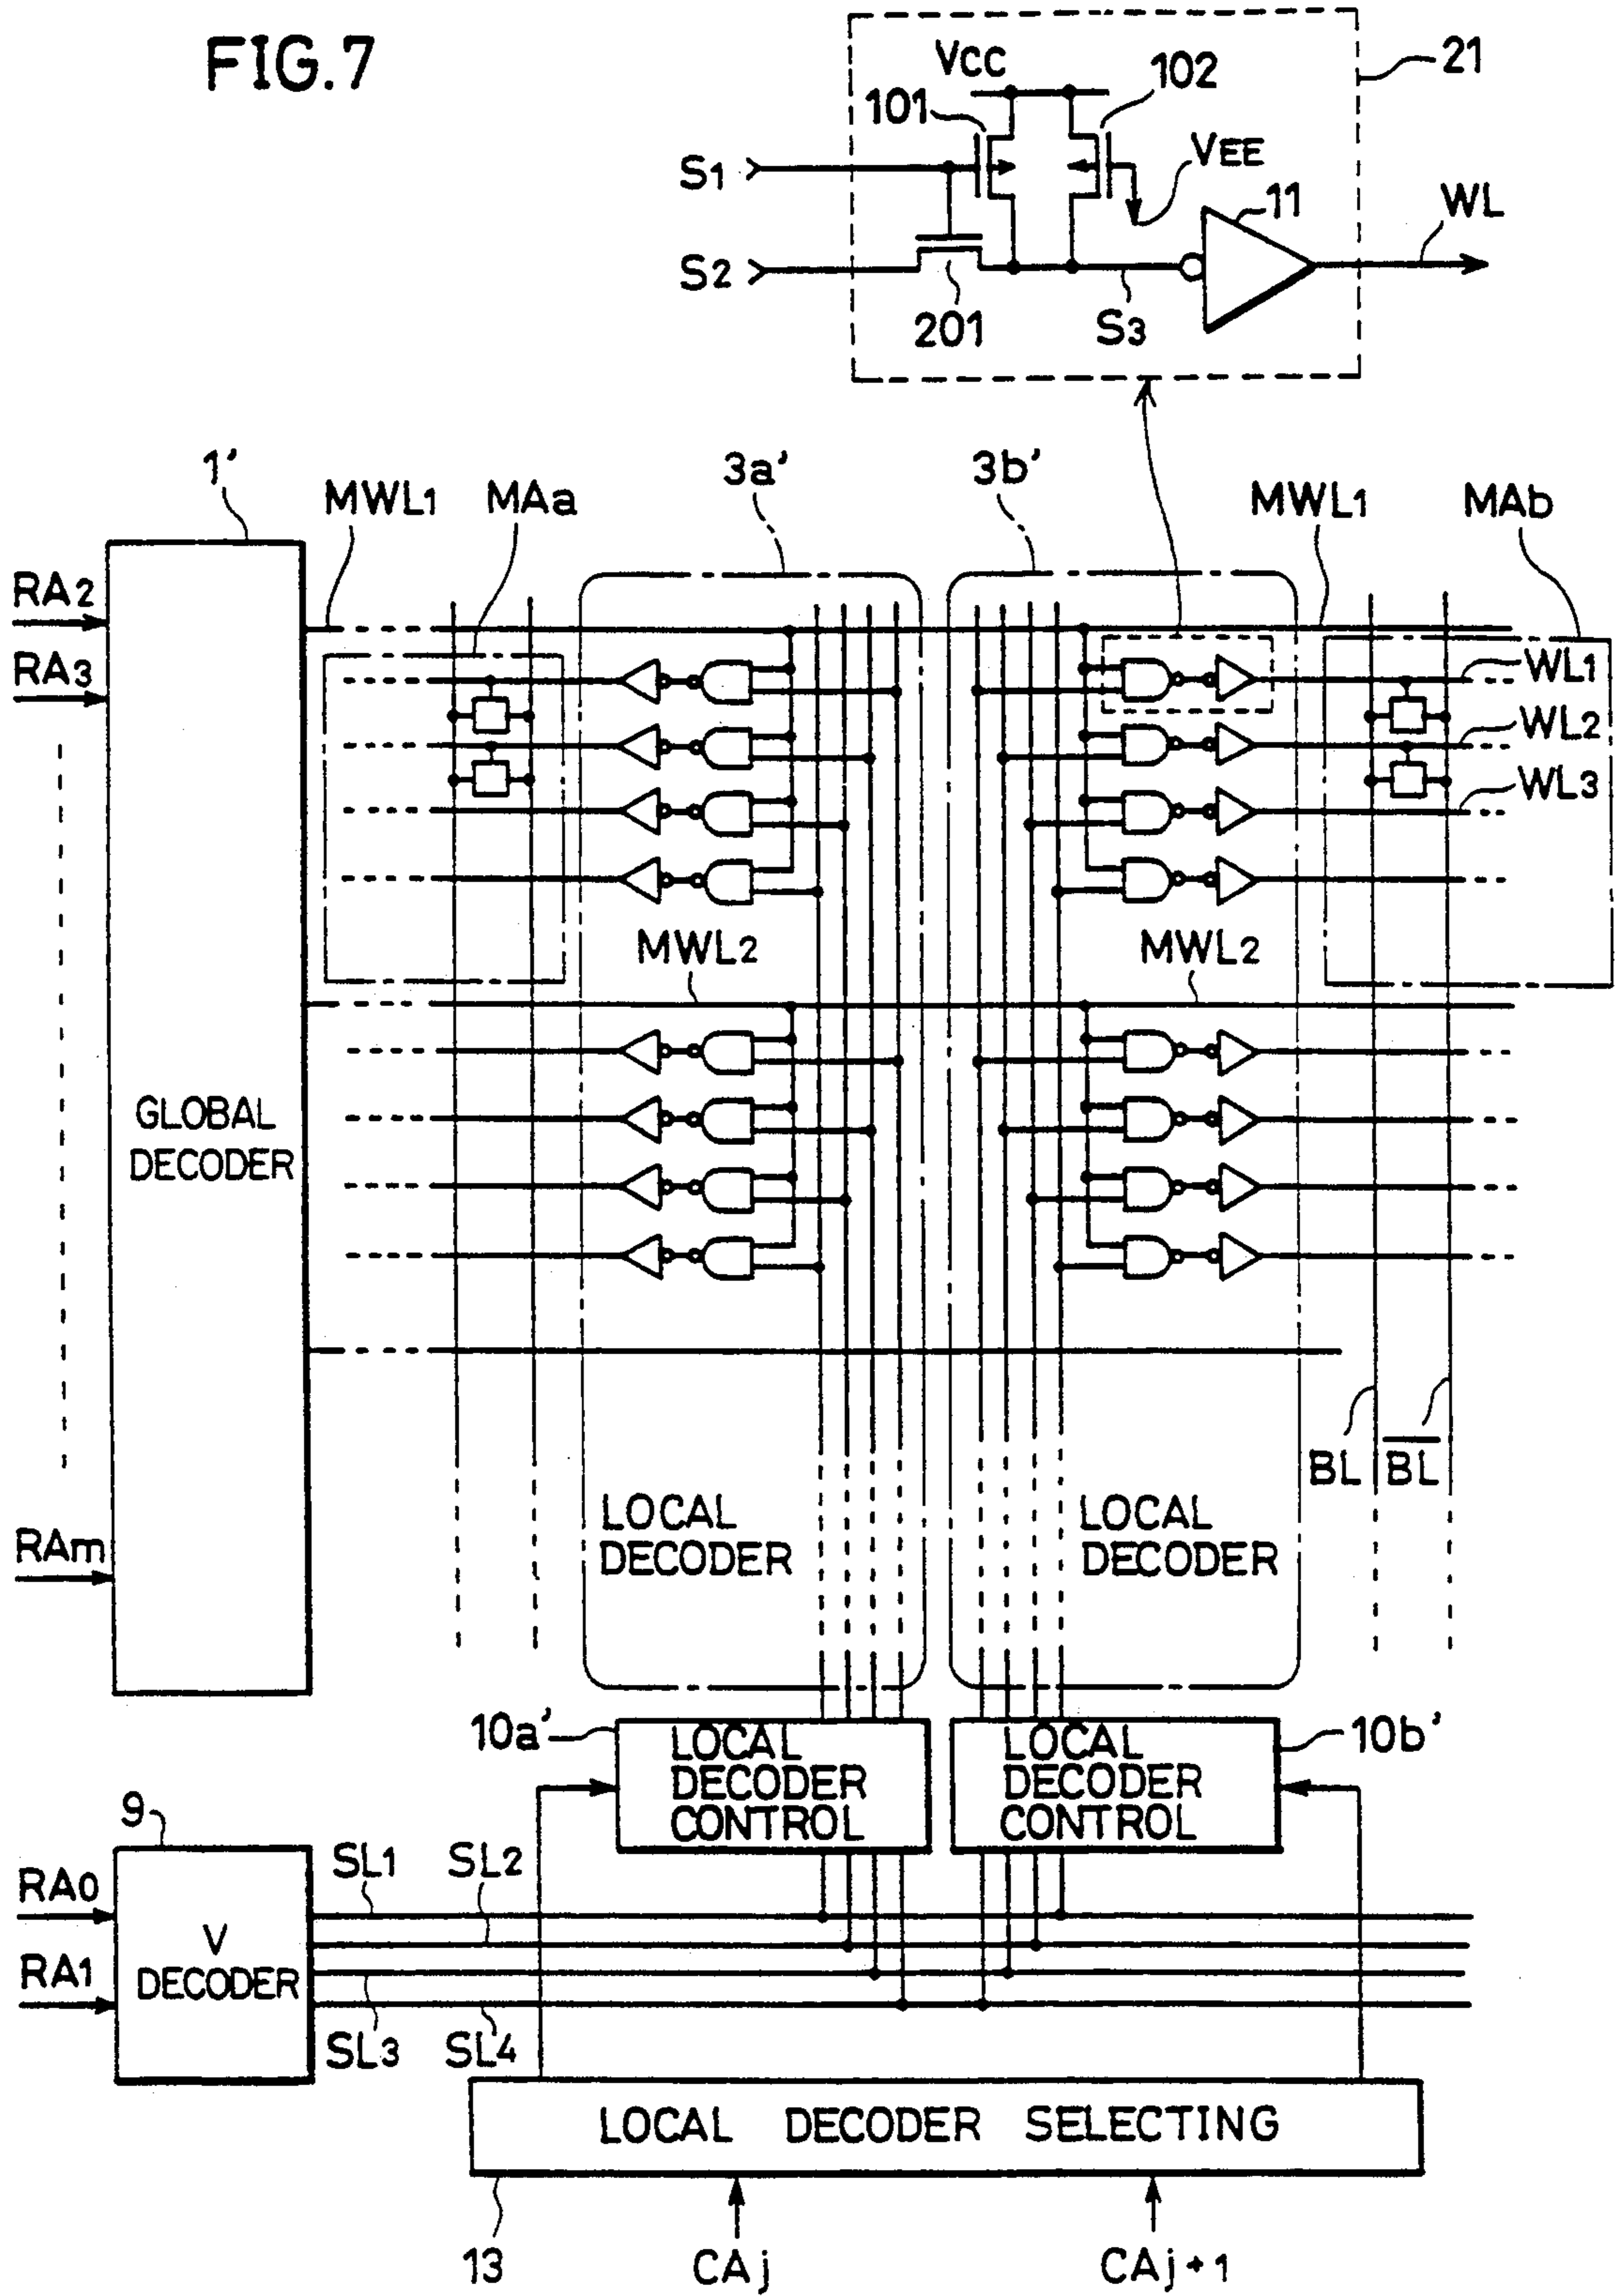 FIG.7
VCC
102
21
101
S1
VEE
11
WL
S2
201
S3
1'
MWL1
MAa
3a'
3b'
MWL1
MAb
RA2
RA3
WL1
WL2
WL3
MWL2
MWL2
GLOBAL
DECODER
BL
BL
LOCAL
DECODER
LOCAL
DECODER
RAm
10a'
LOCAL
DECODER
CONTROL
LOCAL
DECODER
CONTROL
10b'
9
SL1
SL2
RA0
V
DECODER
RA1
SL3
SL4
LOCAL DECODER SELECTING
13
CAj
CAj+1